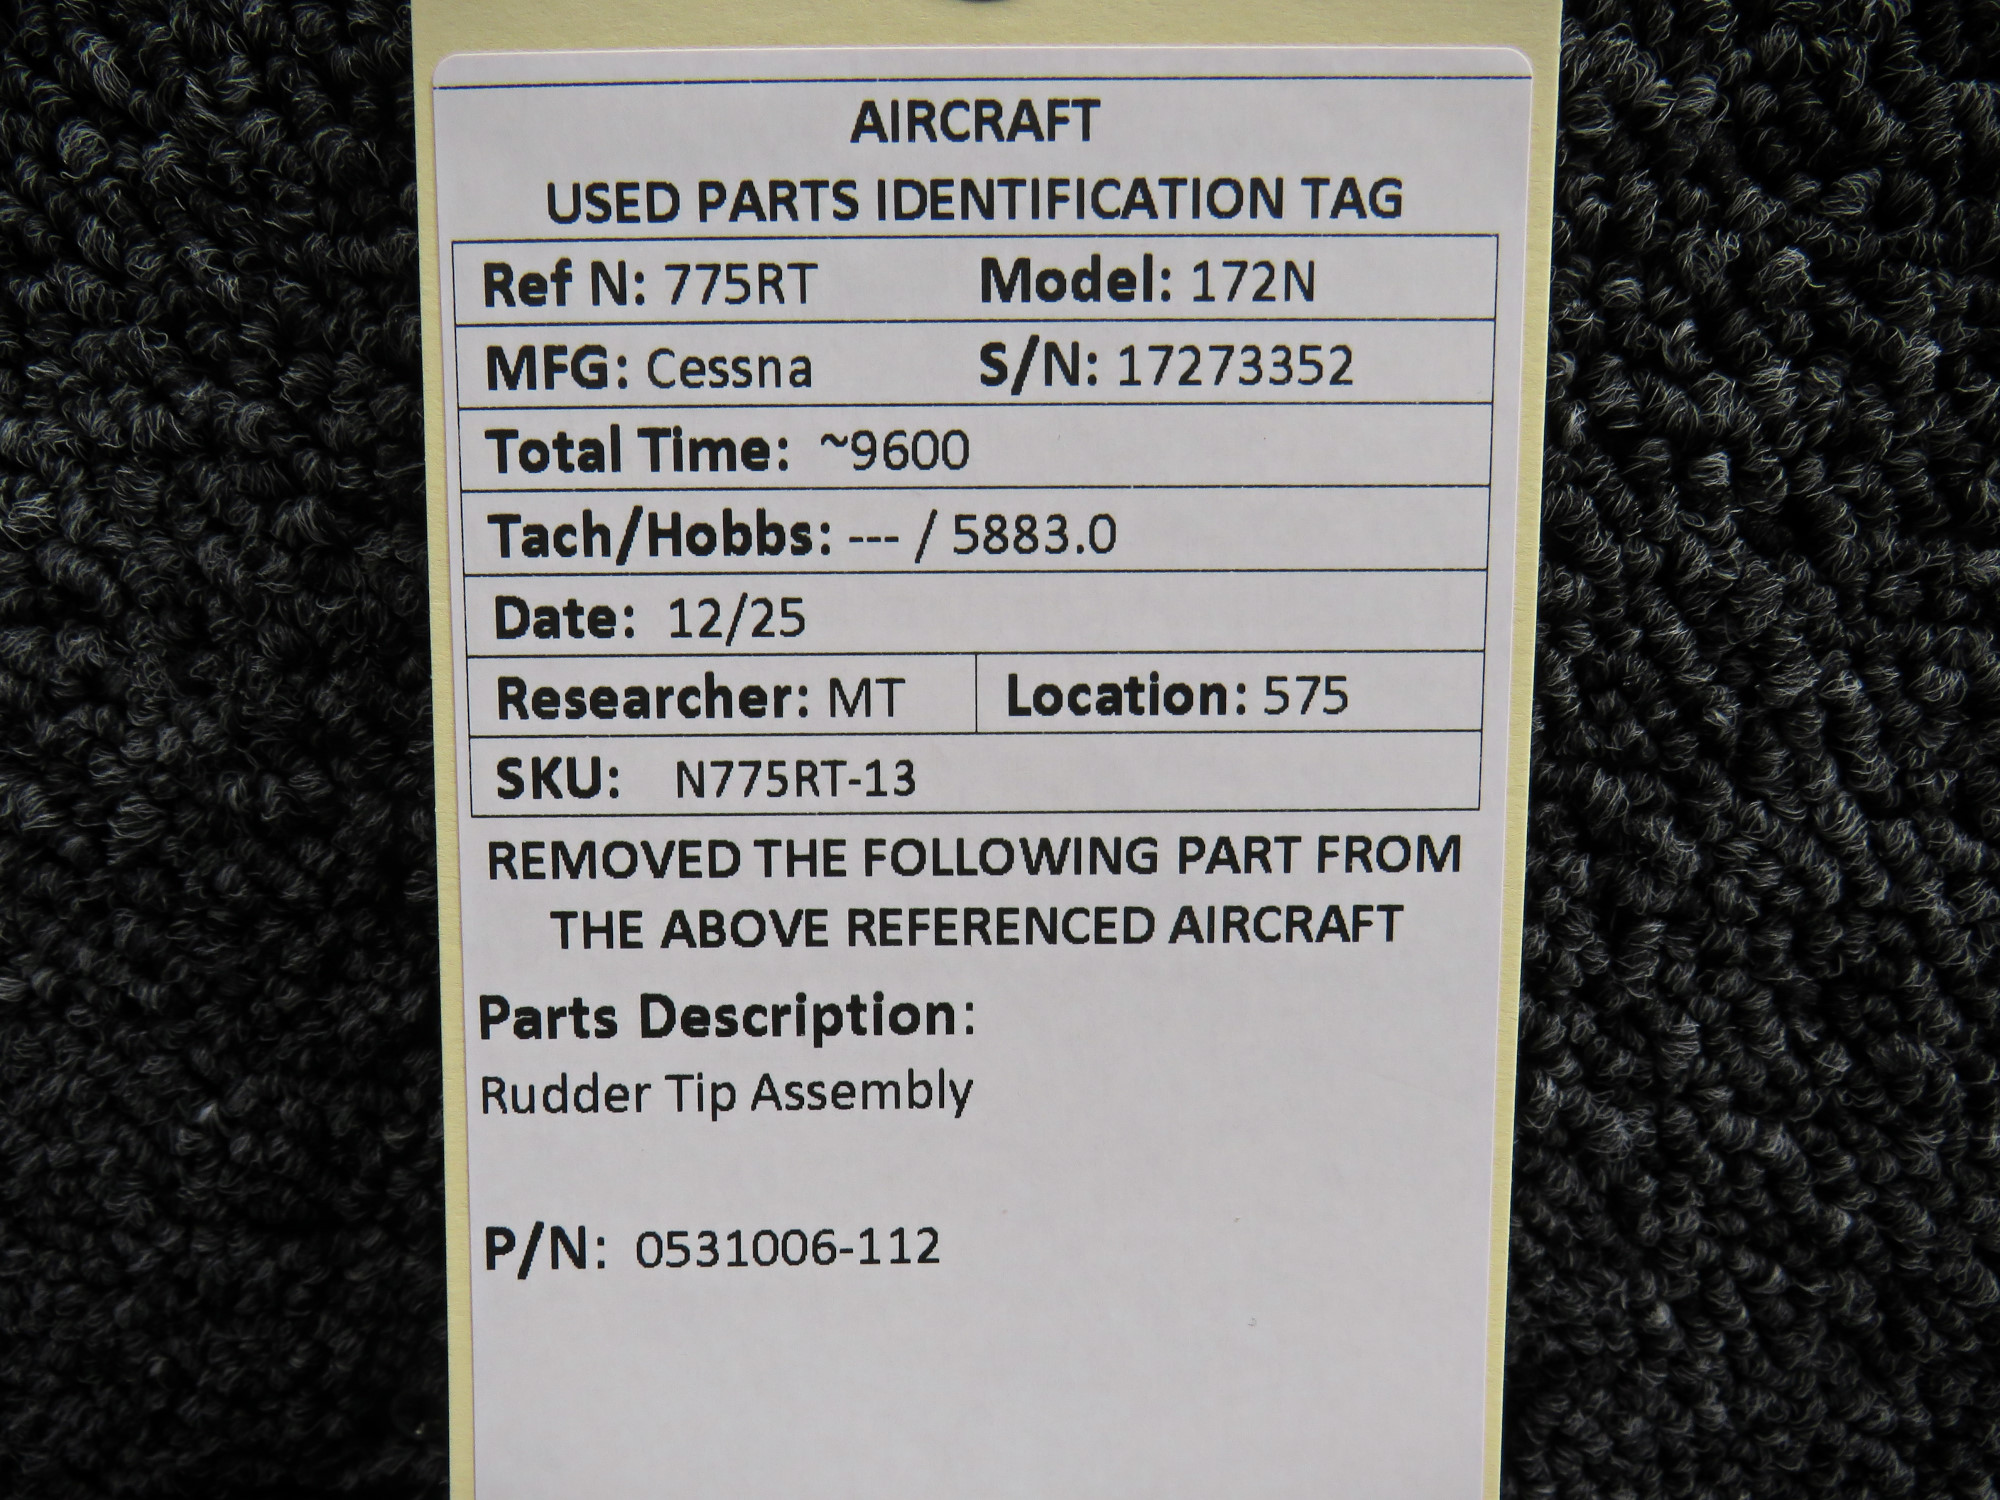 AIRCRAFT
USED PARTS IDENTIFICATION TAG
Ref N: 775RT Model: 172N
MFG: Cessna S/N: 17273352
Total Time: ~9600
Tach/Hobbs: --- / 5883.0
Date: 12/25
Researcher: MT Location: 575
SKU: N775RT-13
REMOVED THE FOLLOWING PART FROM
THE ABOVE REFERENCED AIRCRAFT
Parts Description:
Rudder Tip Assembly
P/N: 0531006-112